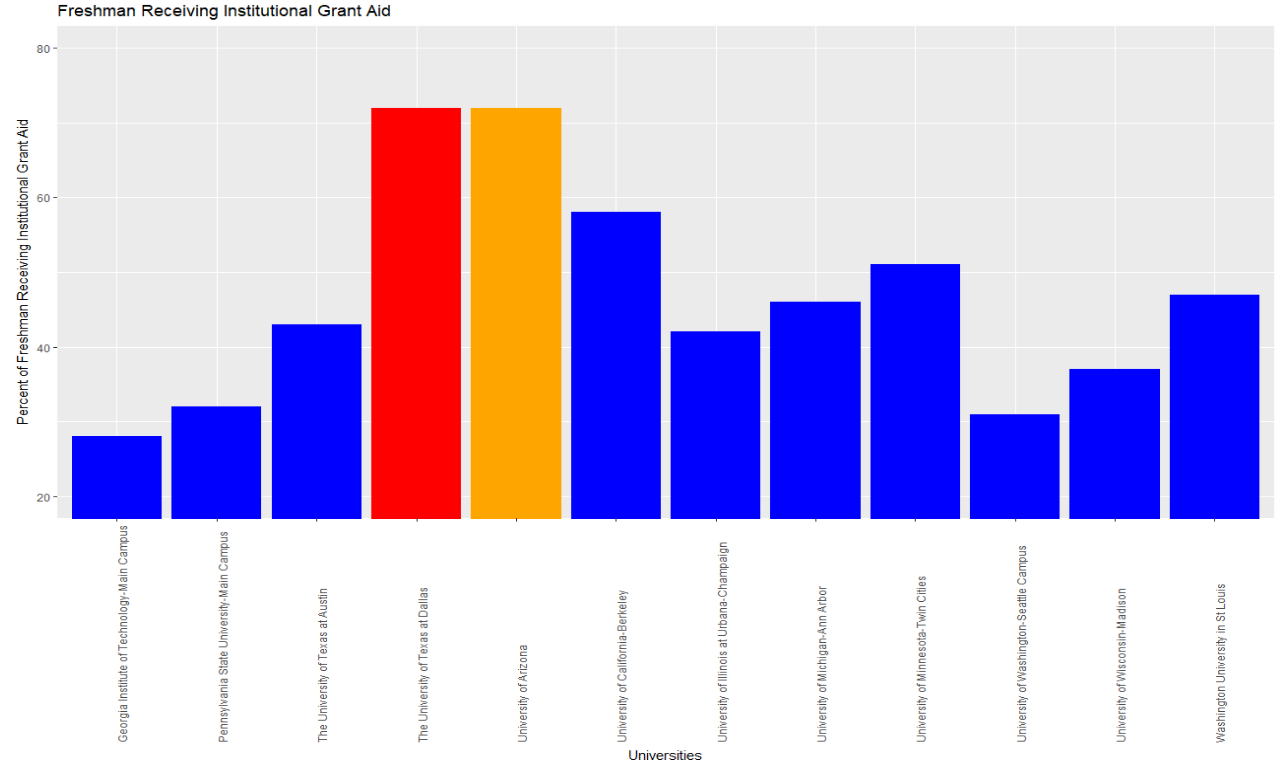 Freshman Receiving Institutional Grant Aid
Percent of Freshman Receiving Institutional Grant Aid
80
60
40
20
Georgia Institute of Technology-Main Campus
Pennsylvania State University-Main Campus
The University of Texas at Austin
The University of Texas at Dallas
University of Arizona
University of California-Berkeley
University of Illinois at Urbana-Champaign
University of Michigan-Ann Arbor
University of Minnesota-Twin Cities
University of Washington-Seattle Campus
University of Wisconsin-Madison
Washington University in St Louis
Universities